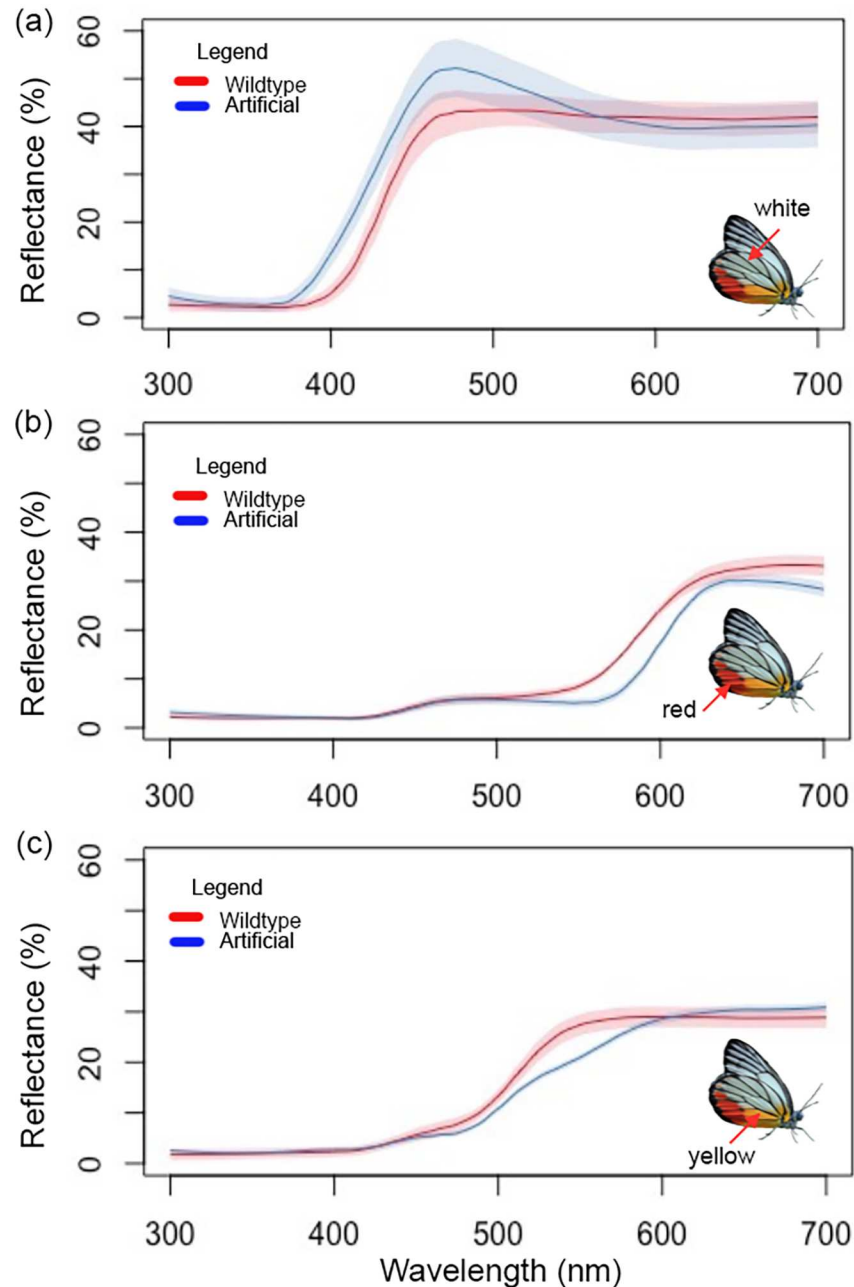 (a)
Reflectance (%)
60
40
20
0
Legend
Wildtype
Artificial
white
300 400 500 600 700
(b)
Reflectance (%)
60
40
20
0
Legend
Wildtype
Artificial
red
300 400 500 600 700
(c)
Reflectance (%)
60
40
20
0
Legend
Wildtype
Artificial
yellow
300 400 500 600 700
Wavelength (nm)